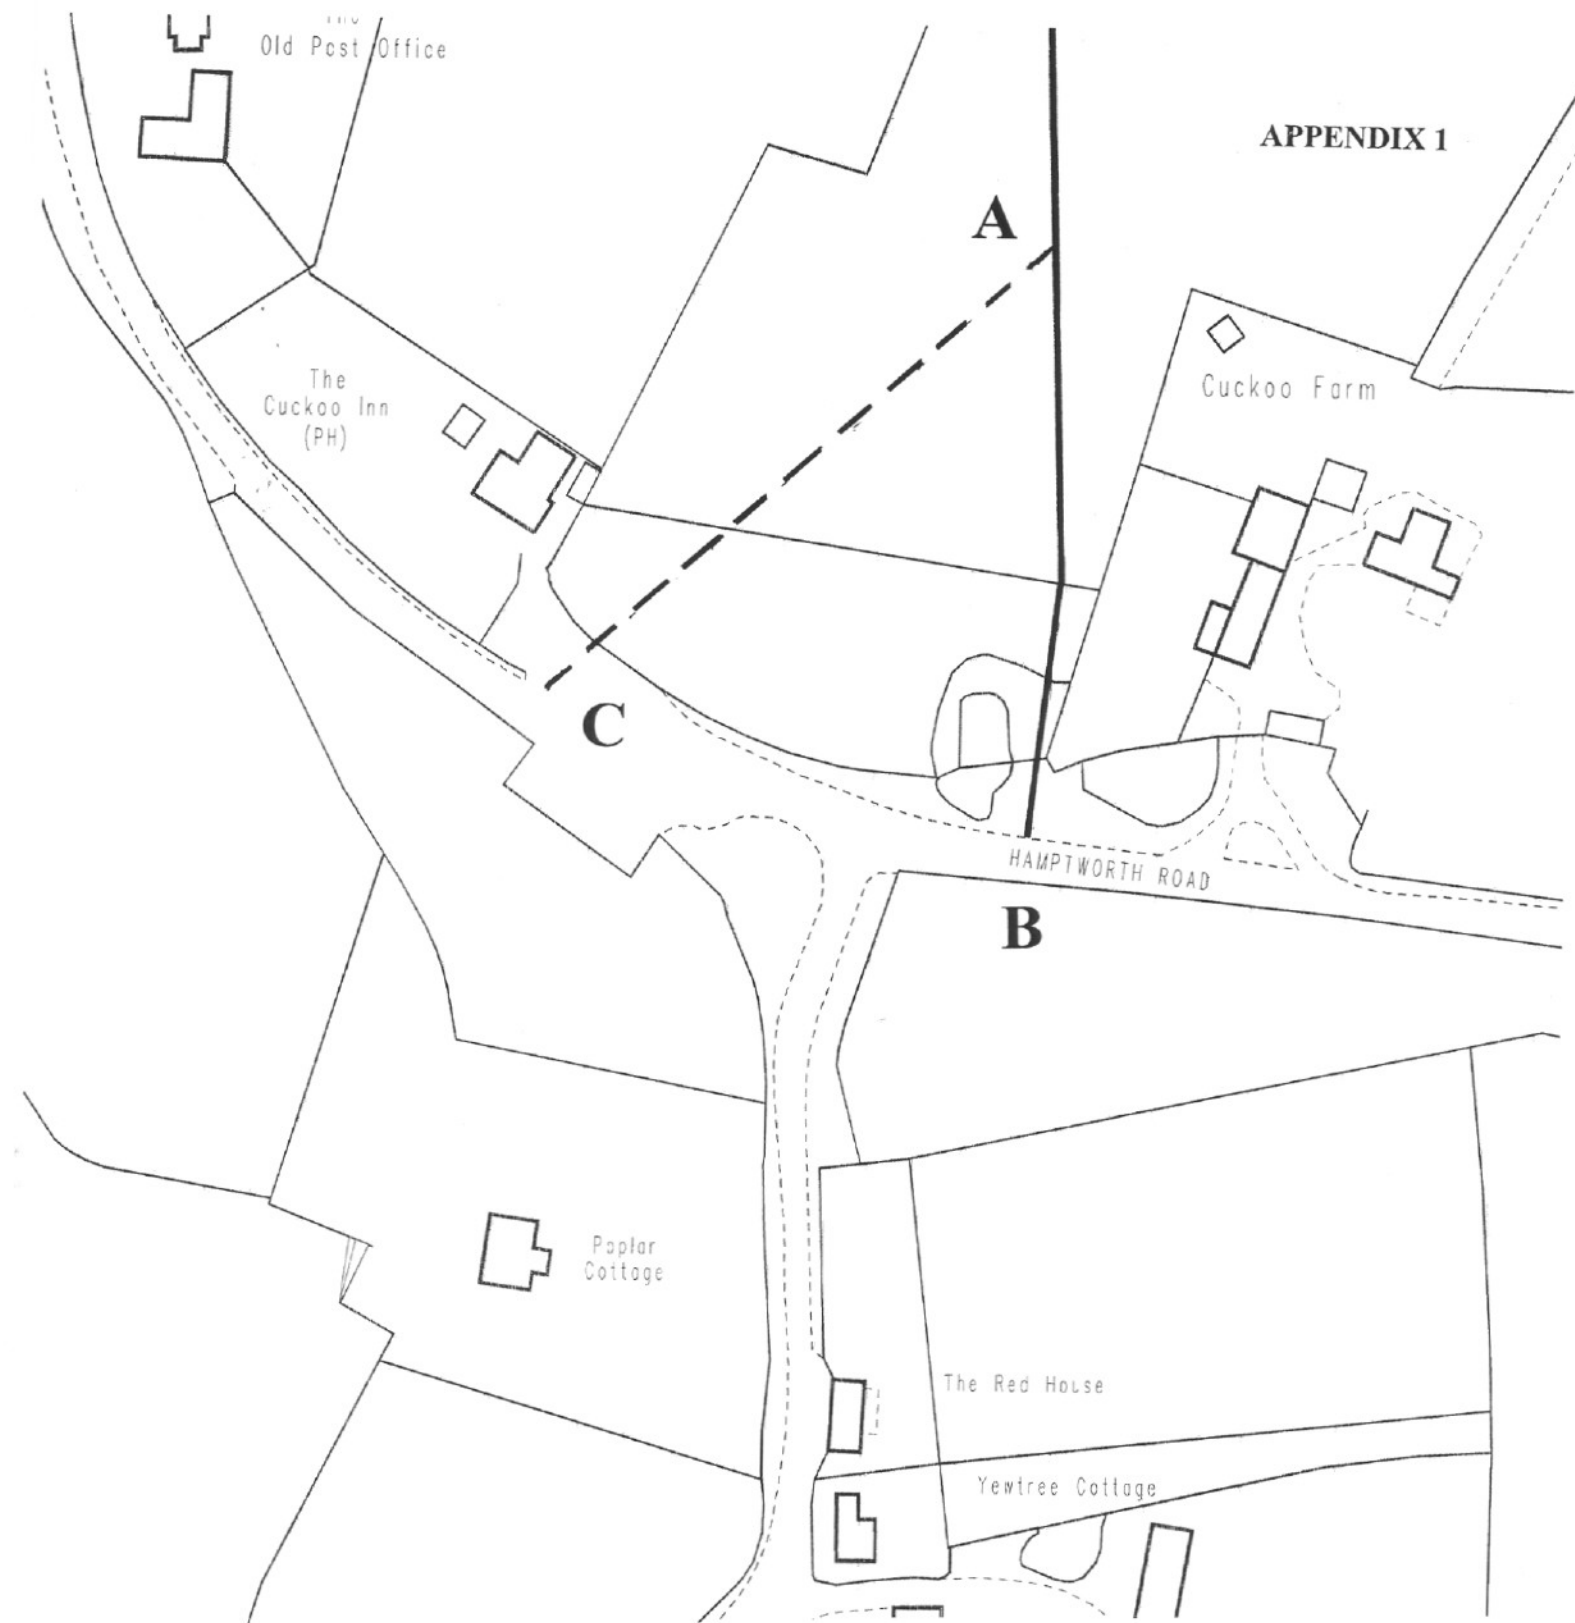 Old Post Office
APPENDIX 1
A
The
Cuckoo Inn
(PH)
Cuckoo Farm
C
HAMPTWORTH ROAD
B
Poplar
Cottage
The Red House
Yewtree Cottage